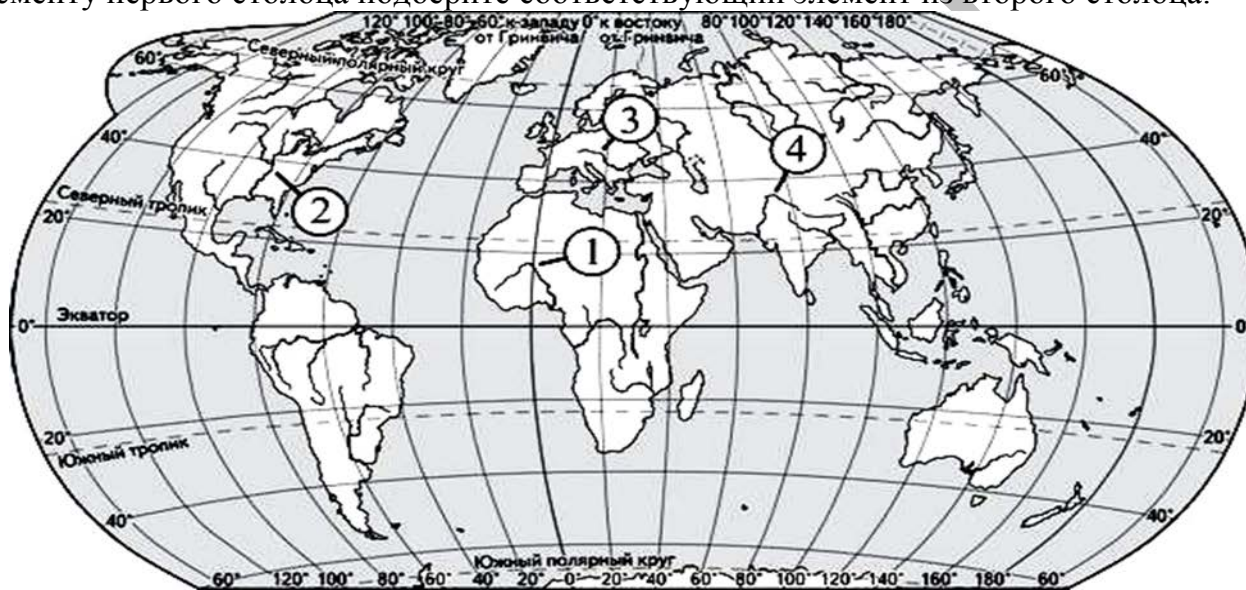 ементу первого столбца подберите соответствующий элемент из второго столбца.
120° 100° 80° 60° к западу 0° к востоку 80° 100° 120° 140° 160° 180°
от Гринвича от Гринвича
Северный полярный круг
60° 60°
40° 40°
3
4
2
Северный тропик
20° 20°
1
Экватор
0° 0
20° 20°
Южный тропик
40° 40°
Южный полярный круг
60° 120° 100° 80° 60° 40° 20° 0° 20° 40° 60° 80° 100° 120° 140° 160° 180° 60°